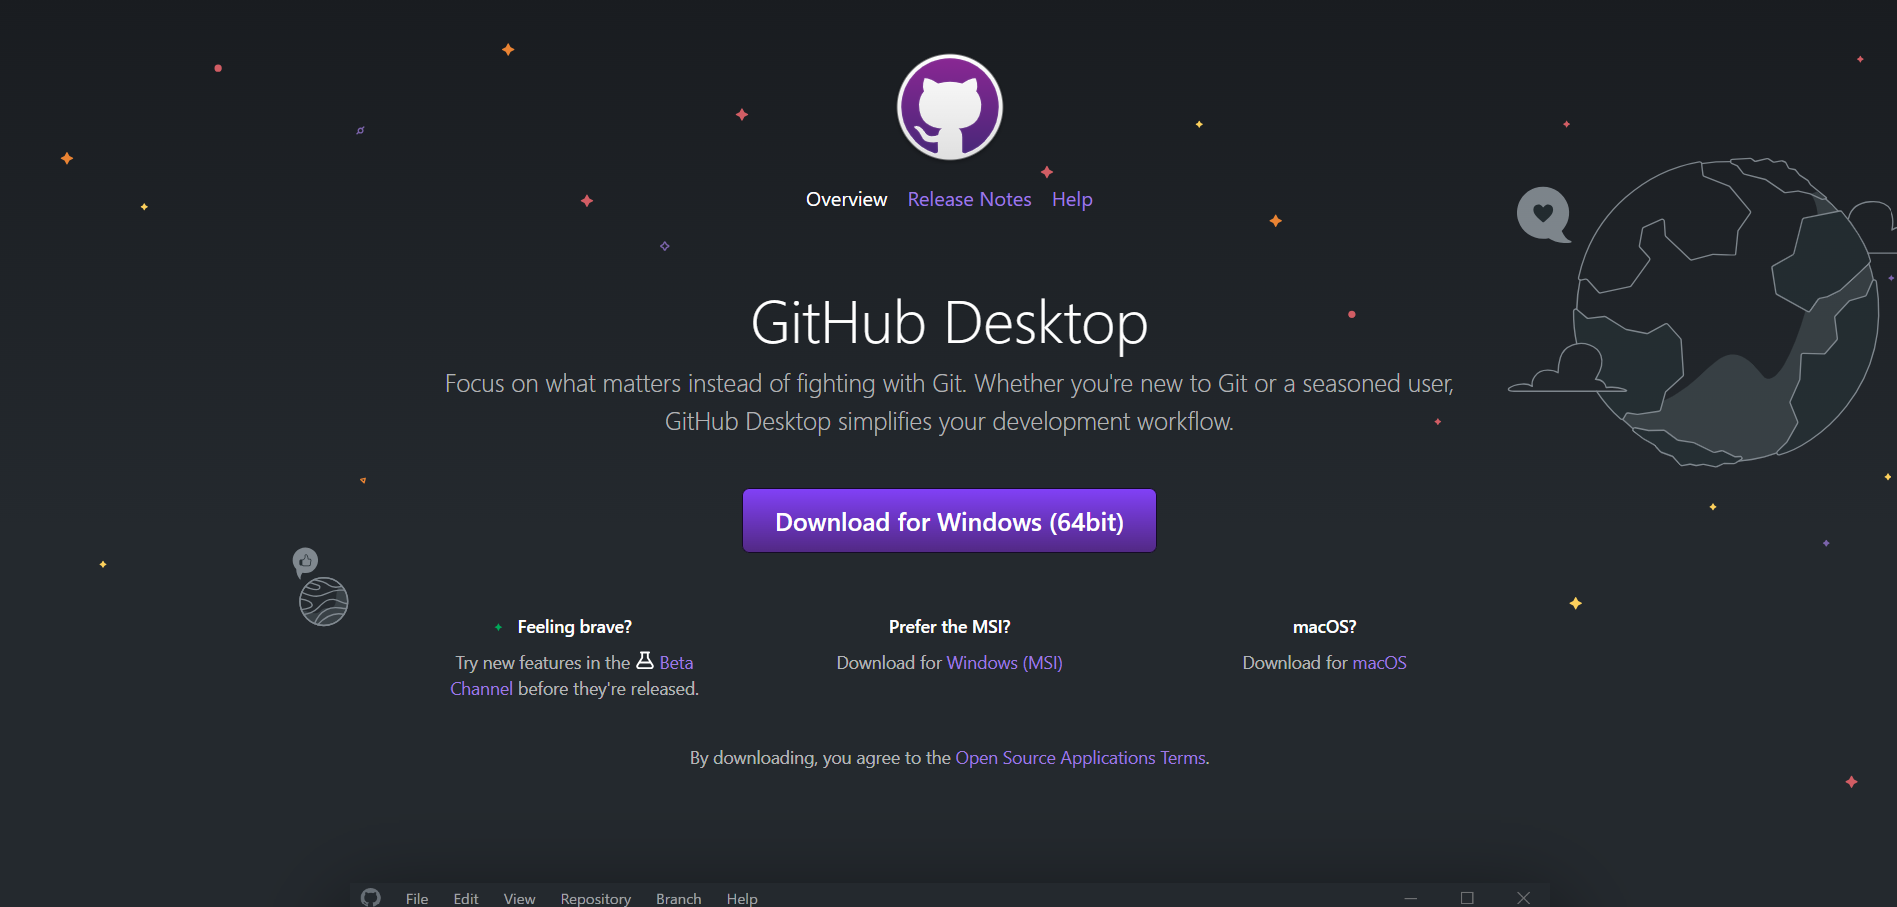 Overview Release Notes Help
GitHub Desktop
Focus on what matters instead of fighting with Git. Whether you're new to Git or a seasoned user,
GitHub Desktop simplifies your development workflow.
Download for Windows (64bit)
Feeling brave?
Try new features in the Beta
Channel before they're released.
Prefer the MSI?
Download for Windows (MSI)
macOS?
Download for macOS
By downloading, you agree to the Open Source Applications Terms.
File Edit View Repository Branch Help